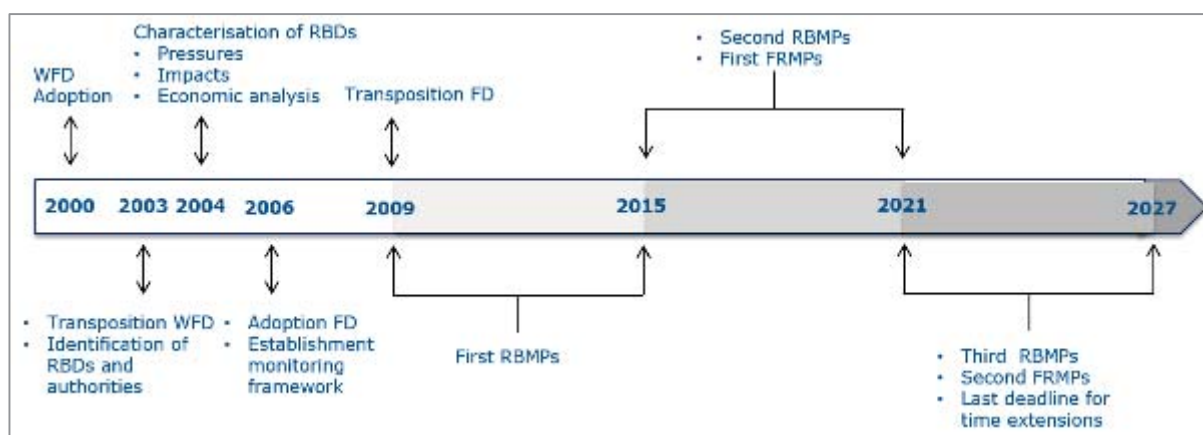 Characterisation of RBDs
• Pressures
• Impacts
• Economic analysis
WFD
Adoption
Transposition FD
• Second RBMPs
• First FRMPs
2000 2003 2004 2006 2009 2015 2021 2027
• Transposition WFD
• Identification of
RBDs and
authorities
• Adoption FD
• Establishment
monitoring
framework
First RBMPs
• Third RBMPs
• Second FRMPs
• Last deadline for
time extensions